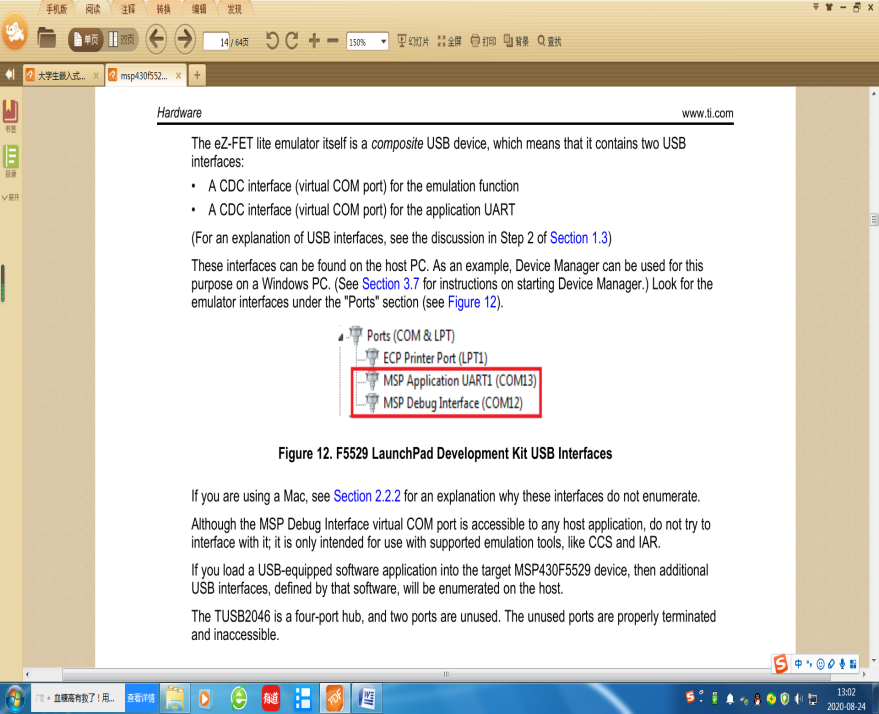 手机版 阅读 注释 转换 编辑 发现
单页 双页 14 / 64页 150% 幻灯片 全屏 打印 背景 查找
大学生嵌入式... × msp430f552... × +
书签
目录
展开
Hardware www.ti.com
The eZ-FET lite emulator itself is a composite USB device, which means that it contains two USB
interfaces:
• A CDC interface (virtual COM port) for the emulation function
• A CDC interface (virtual COM port) for the application UART
(For an explanation of USB interfaces, see the discussion in Step 2 of Section 1.3)
These interfaces can be found on the host PC. As an example, Device Manager can be used for this
purpose on a Windows PC. (See Section 3.7 for instructions on starting Device Manager.) Look for the
emulator interfaces under the "Ports" section (see Figure 12).
Ports (COM & LPT)
ECP Printer Port (LPT1)
MSP Application UART1 (COM13)
MSP Debug Interface (COM12)
Figure 12. F5529 LaunchPad Development Kit USB Interfaces
If you are using a Mac, see Section 2.2.2 for an explanation why these interfaces do not enumerate.
Although the MSP Debug Interface virtual COM port is accessible to any host application, do not try to
interface with it; it is only intended for use with supported emulation tools, like CCS and IAR.
If you load a USB-equipped software application into the target MSP430F5529 device, then additional
USB interfaces, defined by that software, will be enumerated on the host.
The TUSB2046 is a four-port hub, and two ports are unused. The unused ports are properly terminated
and inaccessible.
S 中
血糖高有救了！用... 查看详情 有道 13:02
2020-08-24